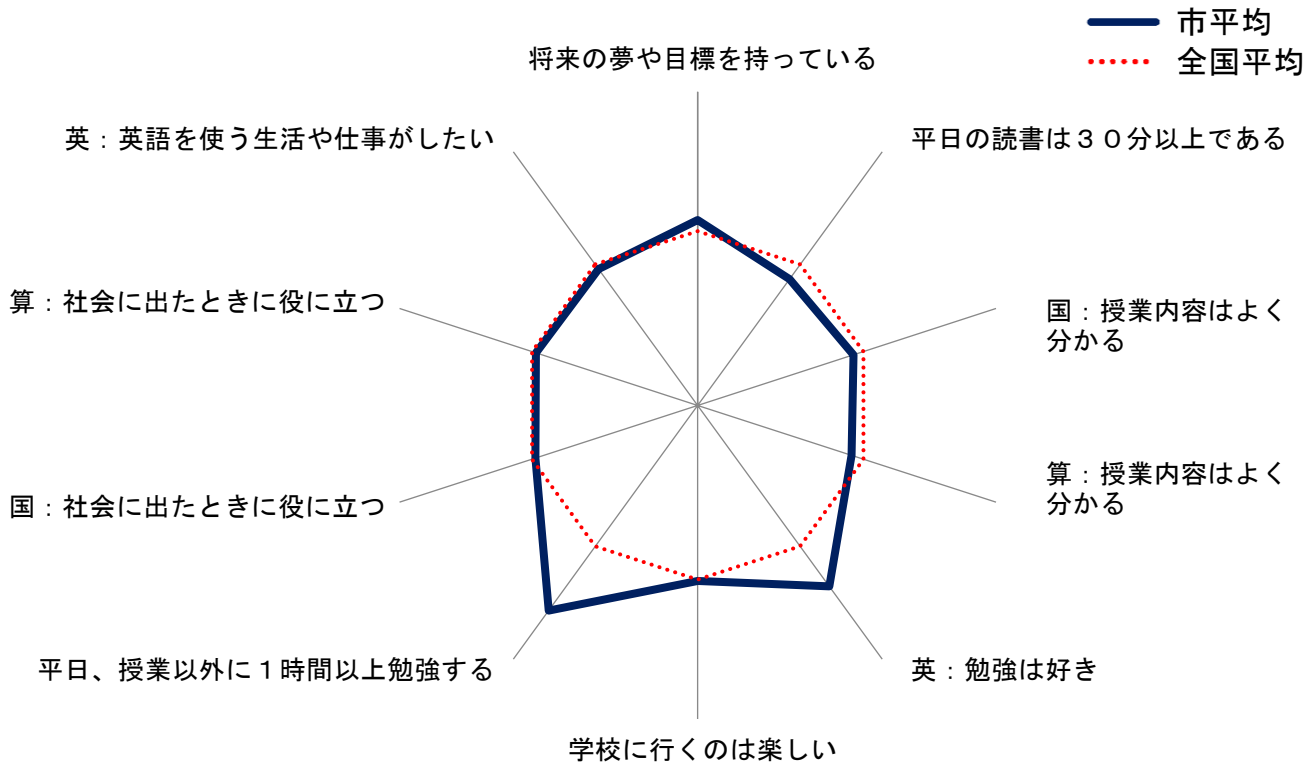 市平均
全国平均
将来の夢や目標を持っている
英：英語を使う生活や仕事がしたい
平日の読書は３０分以上である
算：社会に出たときに役に立つ
国：授業内容はよく
分かる
国：社会に出たときに役に立つ
算：授業内容はよく
分かる
平日、授業以外に１時間以上勉強する
英：勉強は好き
学校に行くのは楽しい